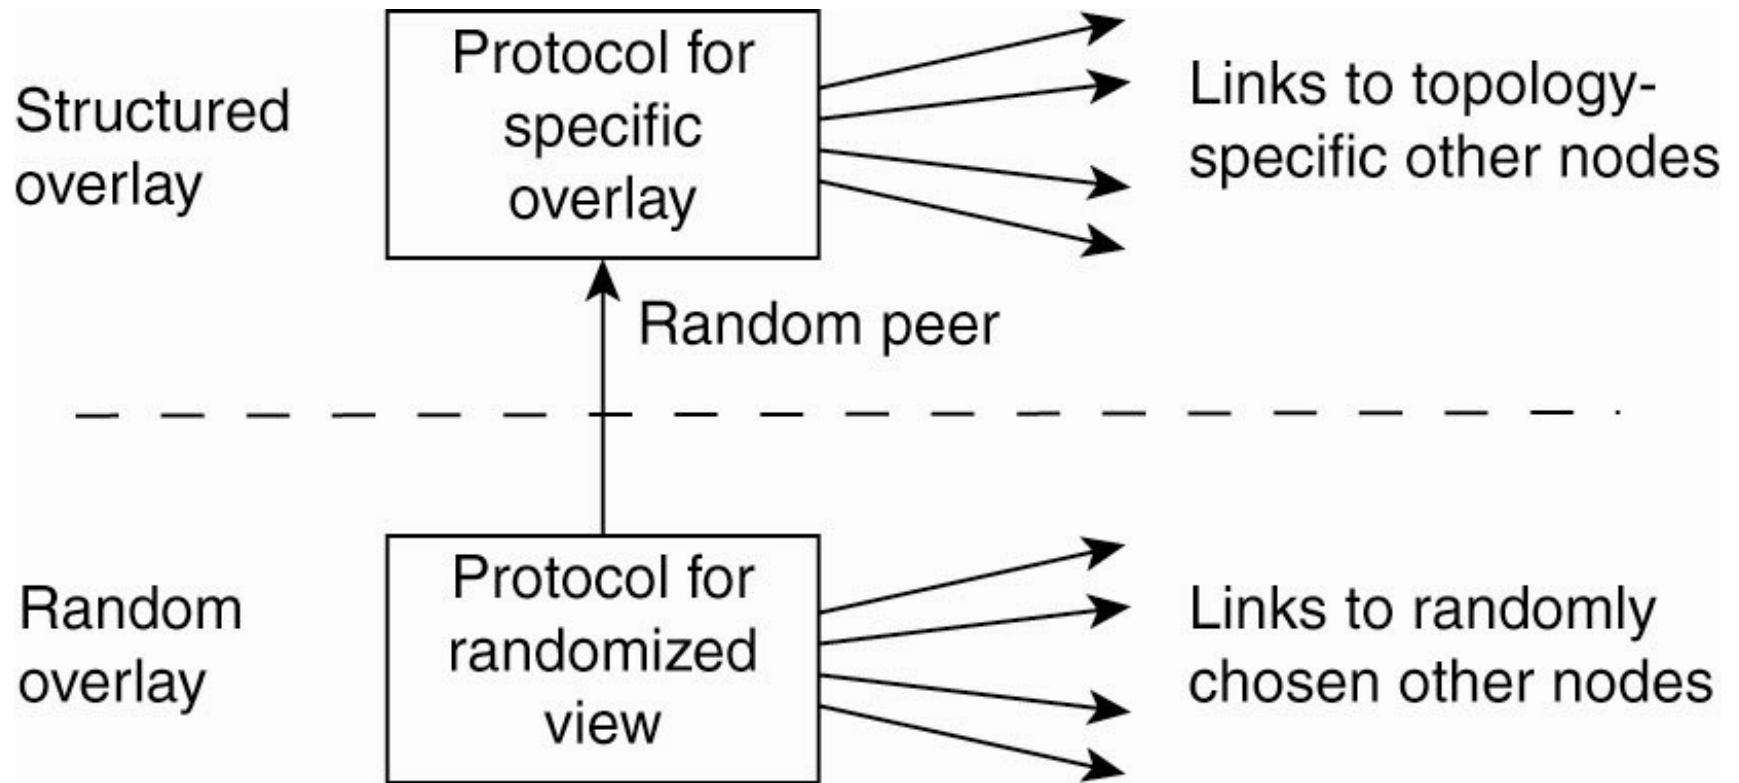 Structured
overlay
Protocol for
specific
overlay
Links to topology-
specific other nodes
Random peer
Random
overlay
Protocol for
randomized
view
Links to randomly
chosen other nodes